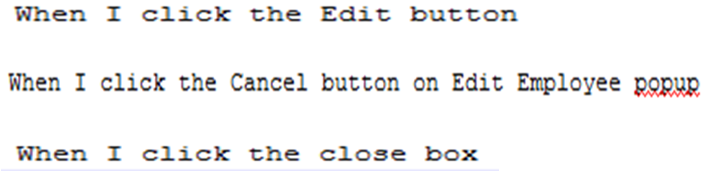 When I click the Edit button
When I click the Cancel button on Edit Employee popup
When I click the close box